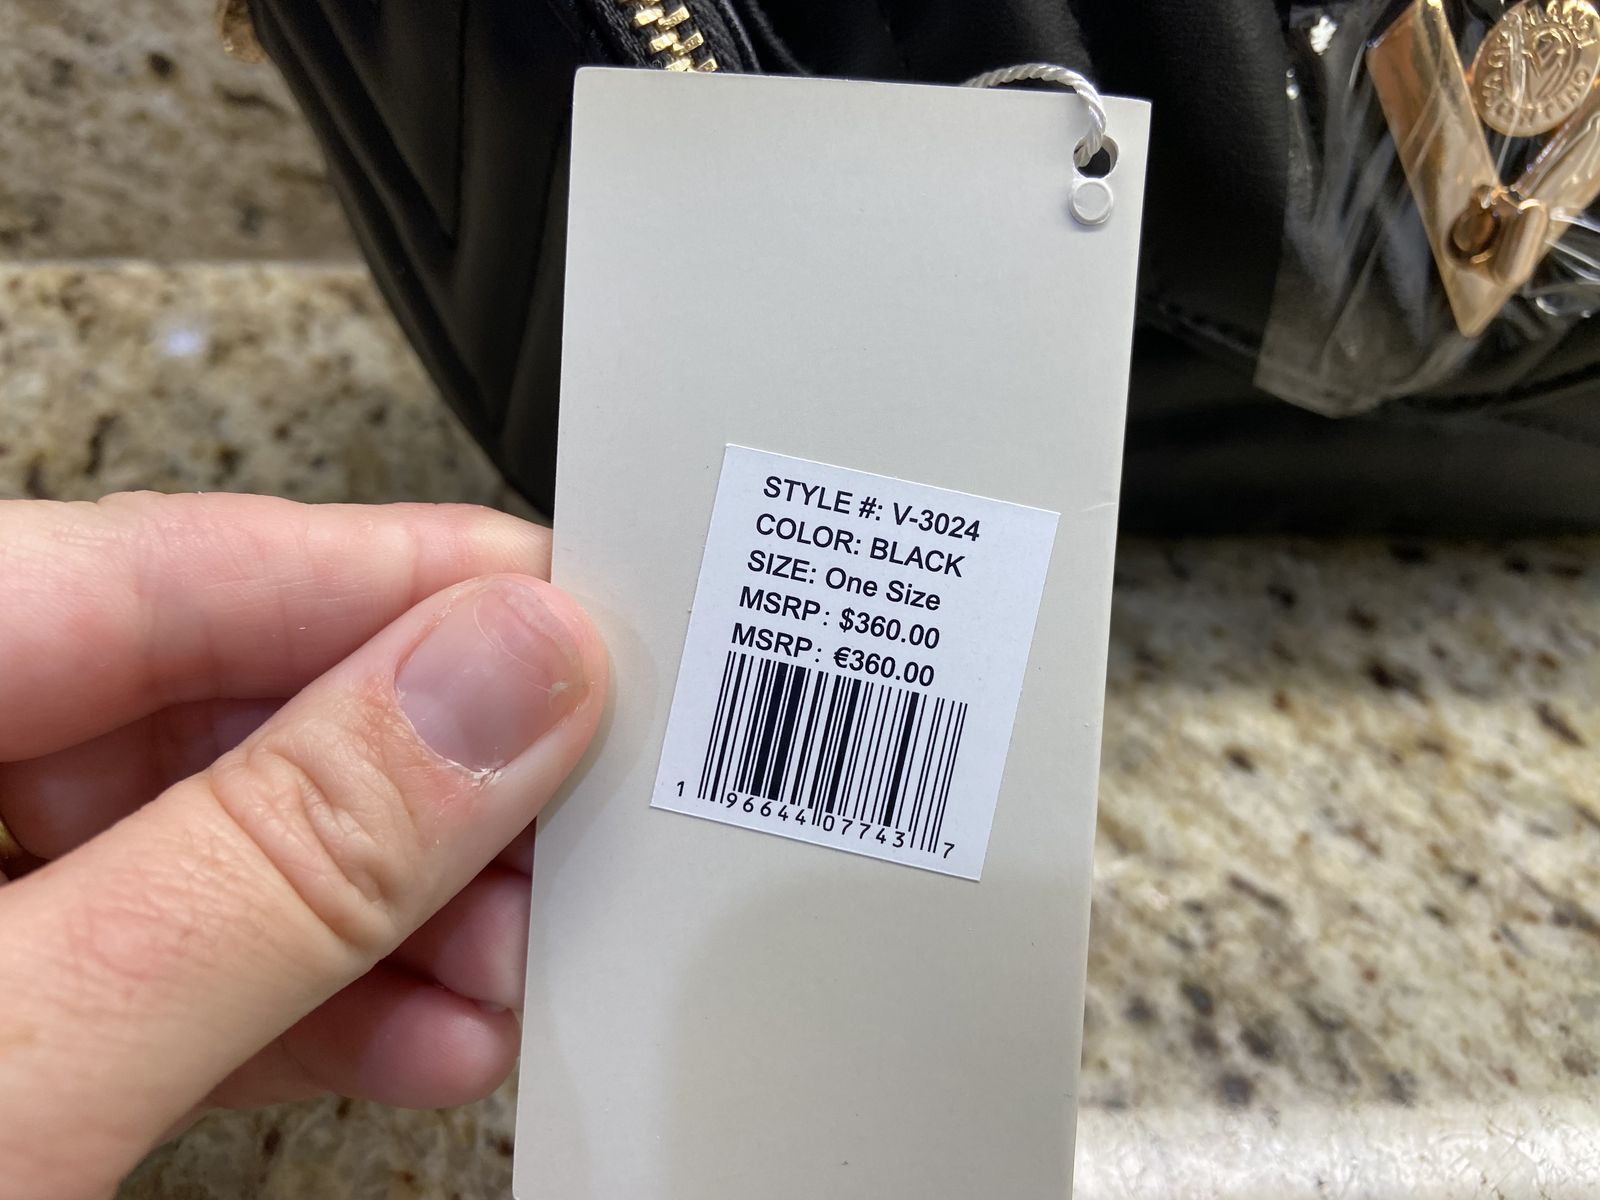 STYLE #: V-3024
COLOR: BLACK
SIZE: One Size
MSRP: $360.00
MSRP: €360.00
1 96644 07743 7